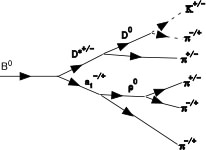 K+/-
D0
π-/+
D*+/-
π+/-
B0
π+/-
a1-/+
ρ0
π-/+
π-/+